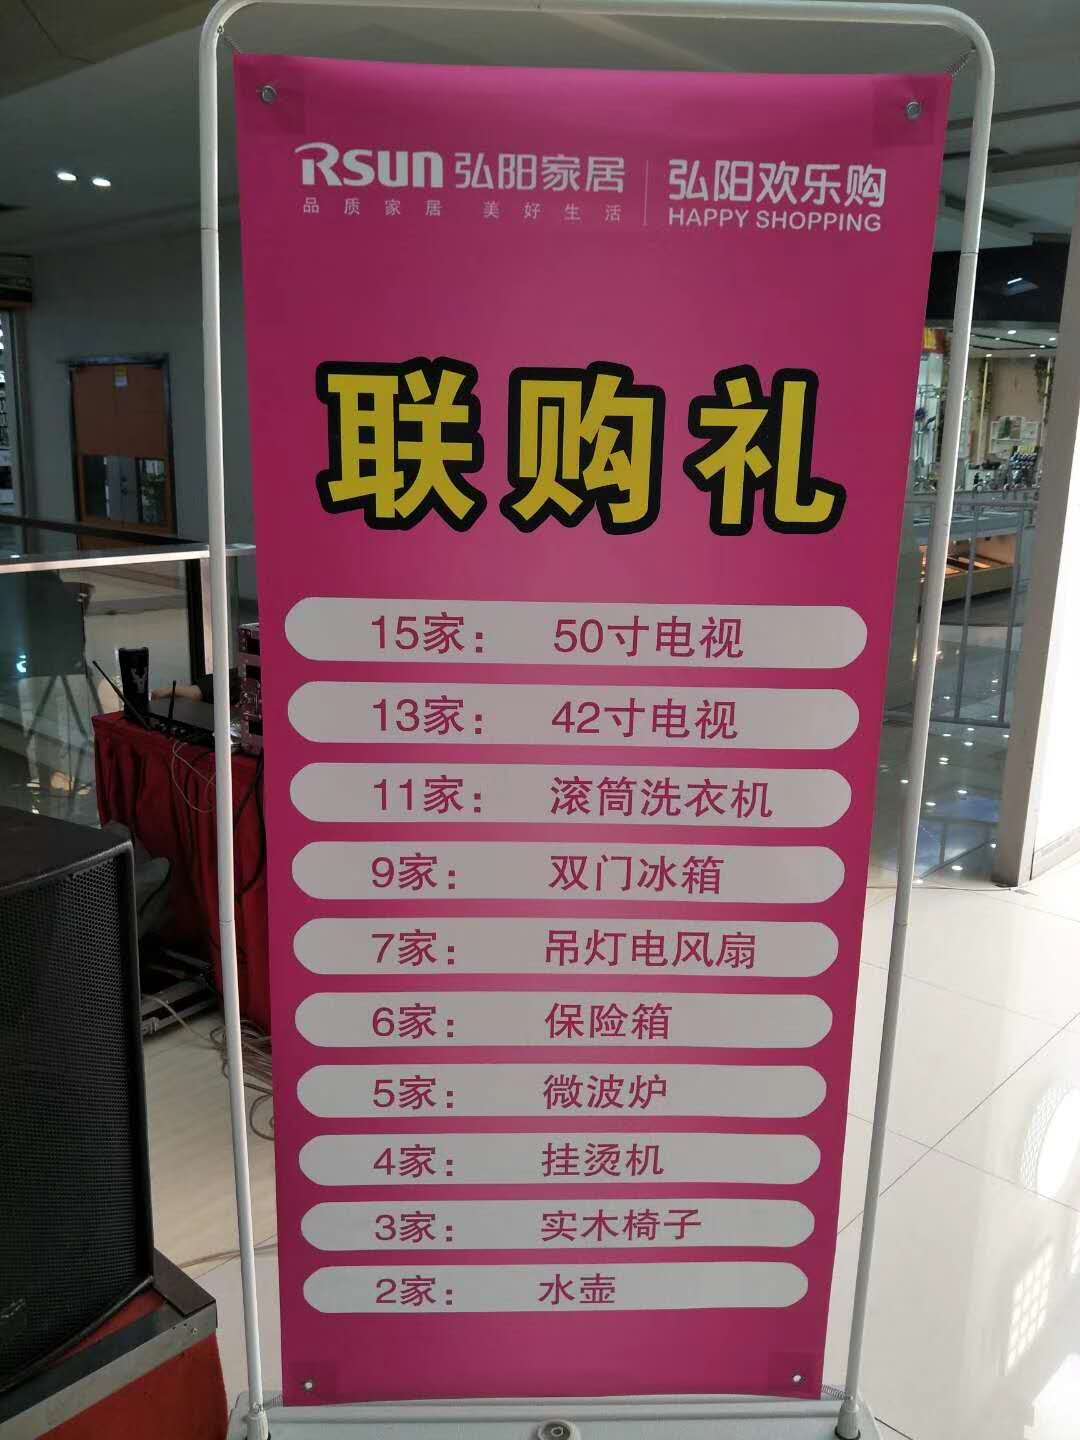 RSUN 弘阳家居 弘阳欢乐购
品质家居 美好生活 HAPPY SHOPPING
联购礼
15家： 50寸电视
13家： 42寸电视
11家： 滚筒洗衣机
9家： 双门冰箱
7家： 吊灯电风扇
6家： 保险箱
5家： 微波炉
4家： 挂烫机
3家： 实木椅子
2家： 水壶